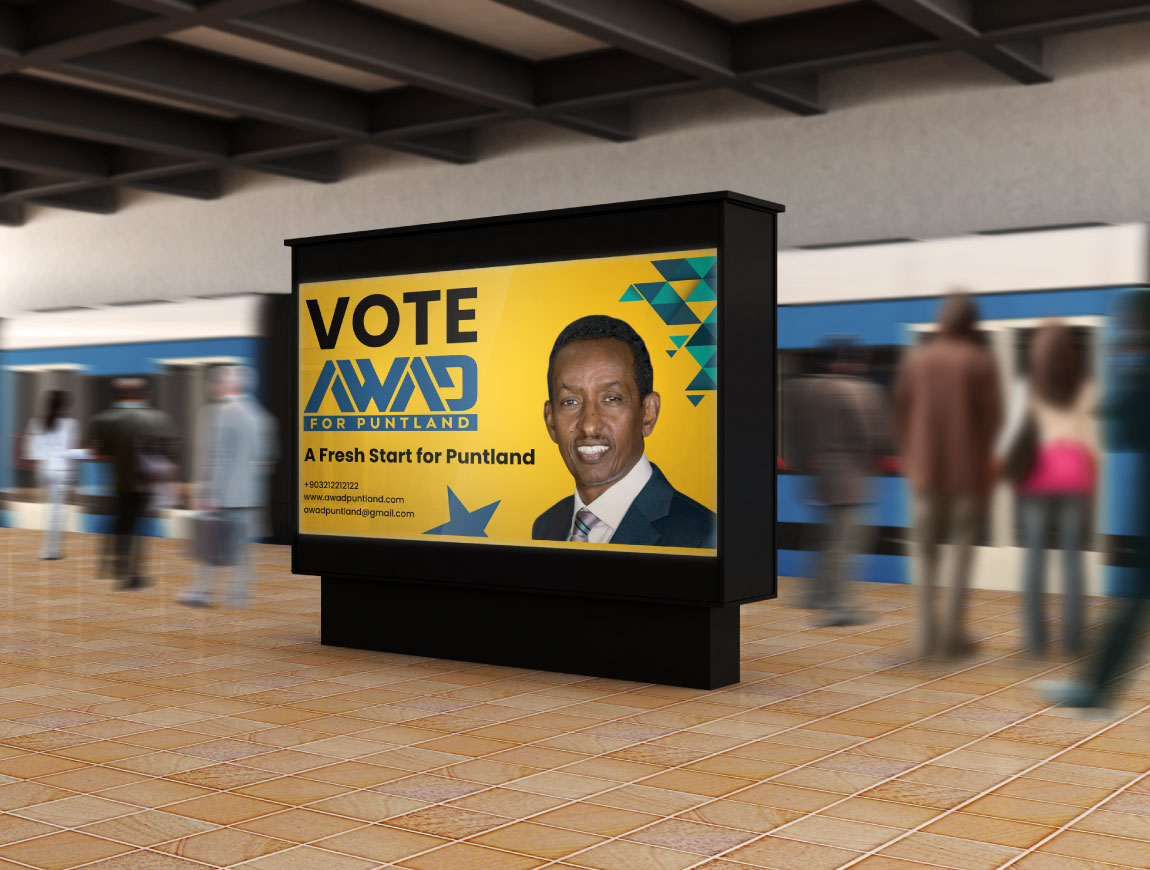 VOTE
AWAD
FOR PUNTLAND
A Fresh Start for Puntland
+903212212122
www.awadpuntland.com
awadpuntland@gmail.com